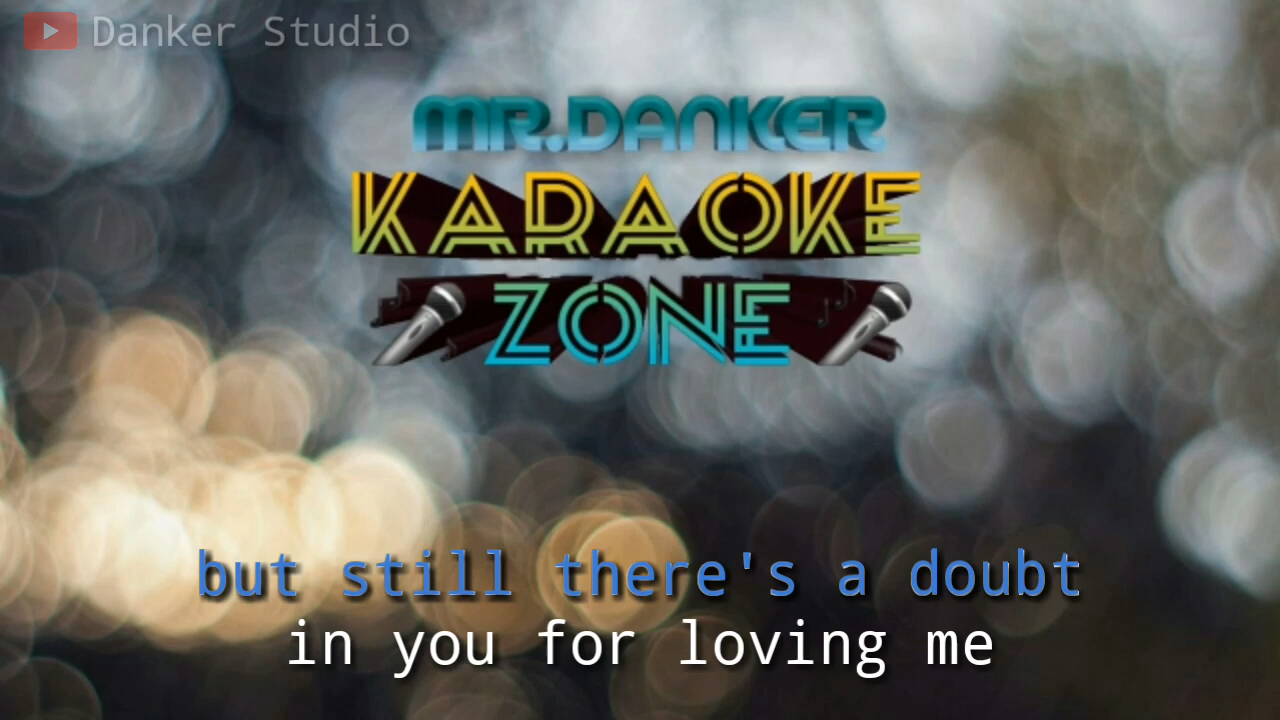 Danker Studio
MR.DANKER
KARAOKE
ZONE
but still there's a doubt
in you for loving me